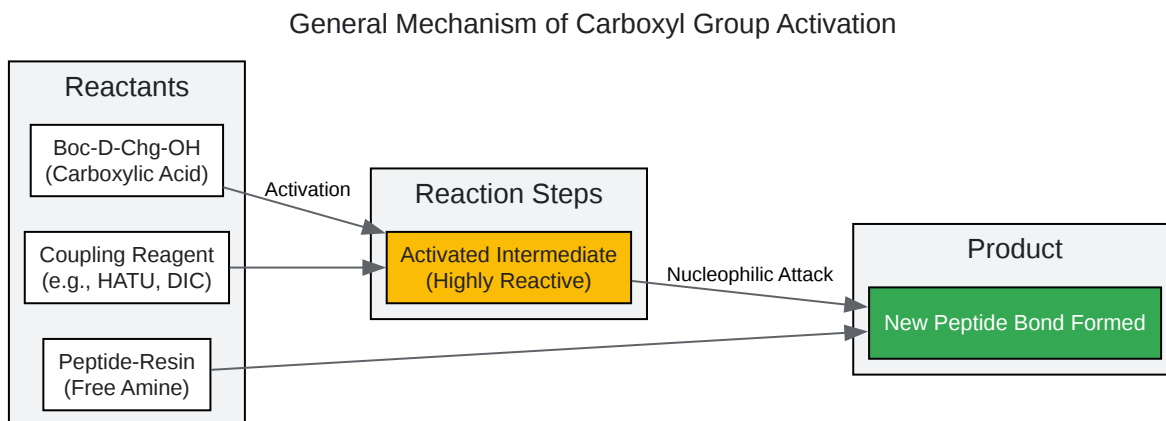 General Mechanism of Carboxyl Group Activation
Reactants
Boc-D-Chg-OH
(Carboxylic Acid)
Activation
Coupling Reagent
(e.g., HATU, DIC)
Peptide-Resin
(Free Amine)
Reaction Steps
Activated Intermediate
(Highly Reactive)
Nucleophilic Attack
Product
New Peptide Bond Formed